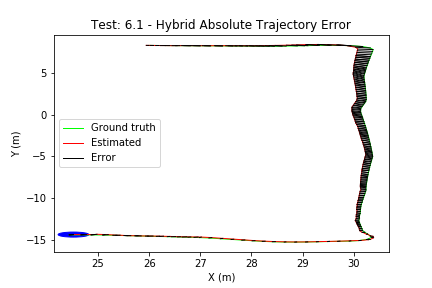 Test: 6.1 - Hybrid Absolute Trajectory Error
5
0
−5
−10
−15
Y (m)
Ground truth
Estimated
Error
25 26 27 28 29 30
X (m)